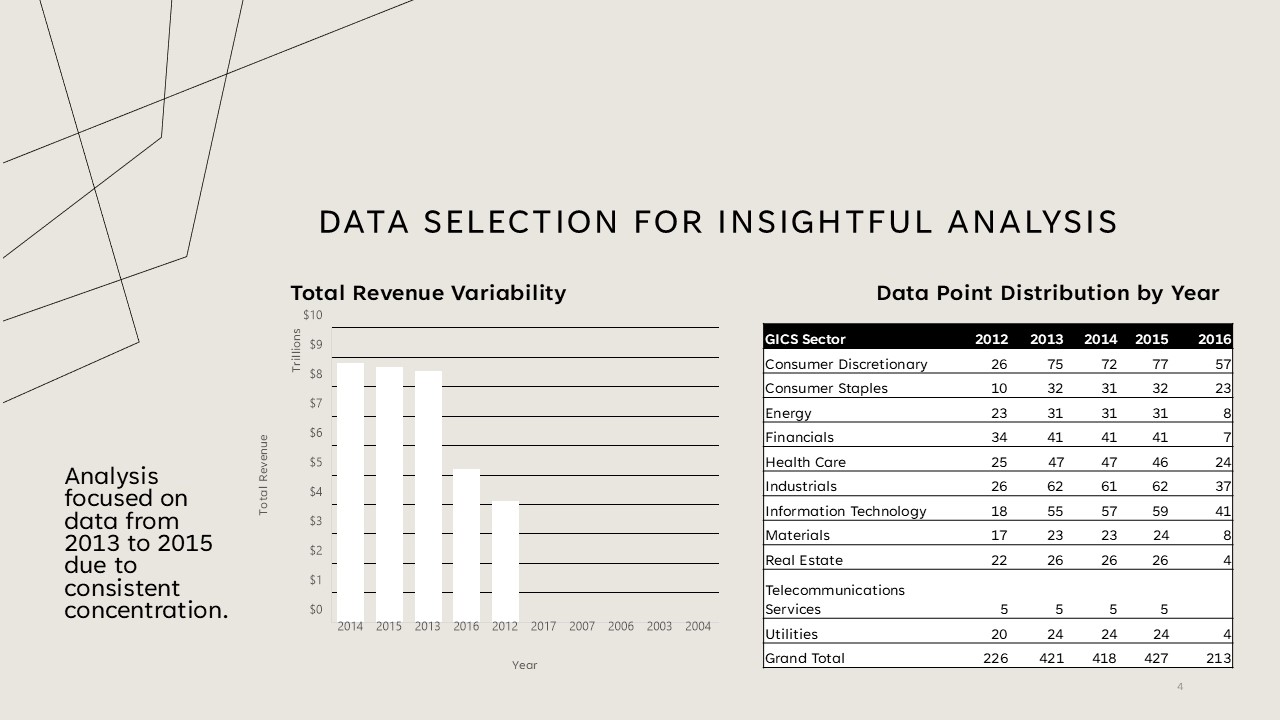 DATA SELECTION FOR INSIGHTFUL ANALYSIS
Analysis
focused on
data from
2013 to 2015
due to
consistent
concentration.
Total Revenue Variability
Trillions
Total Revenue
$10
$9
$8
$7
$6
$5
$4
$3
$2
$1
$0
2014 2015 2013 2016 2012 2017 2007 2006 2003 2004
Year
Data Point Distribution by Year
GICS Sector 2012 2013 2014 2015 2016
Consumer Discretionary 26 75 72 77 57
Consumer Staples 10 32 31 32 23
Energy 23 31 31 31 8
Financials 34 41 41 41 7
Health Care 25 47 47 46 24
Industrials 26 62 61 62 37
Information Technology 18 55 57 59 41
Materials 17 23 23 24 8
Real Estate 22 26 26 26 4
Telecommunications
Services 5 5 5 5
Utilities 20 24 24 24 4
Grand Total 226 421 418 427 213
4